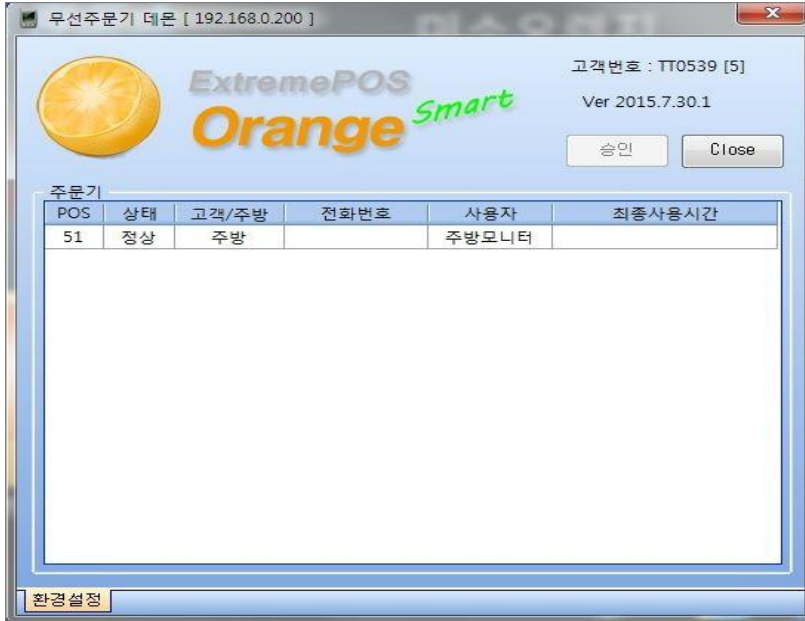 무선주문기 데몬 [ 192.168.0.200 ]
ExtremePOS
Orange Smart
고객번호 : TT0539 [5]
Ver 2015.7.30.1
승인 Close
주문기
POS 상태 고객/주방 전화번호 사용자 최종사용시간
51 정상 주방 주방모니터
환경설정